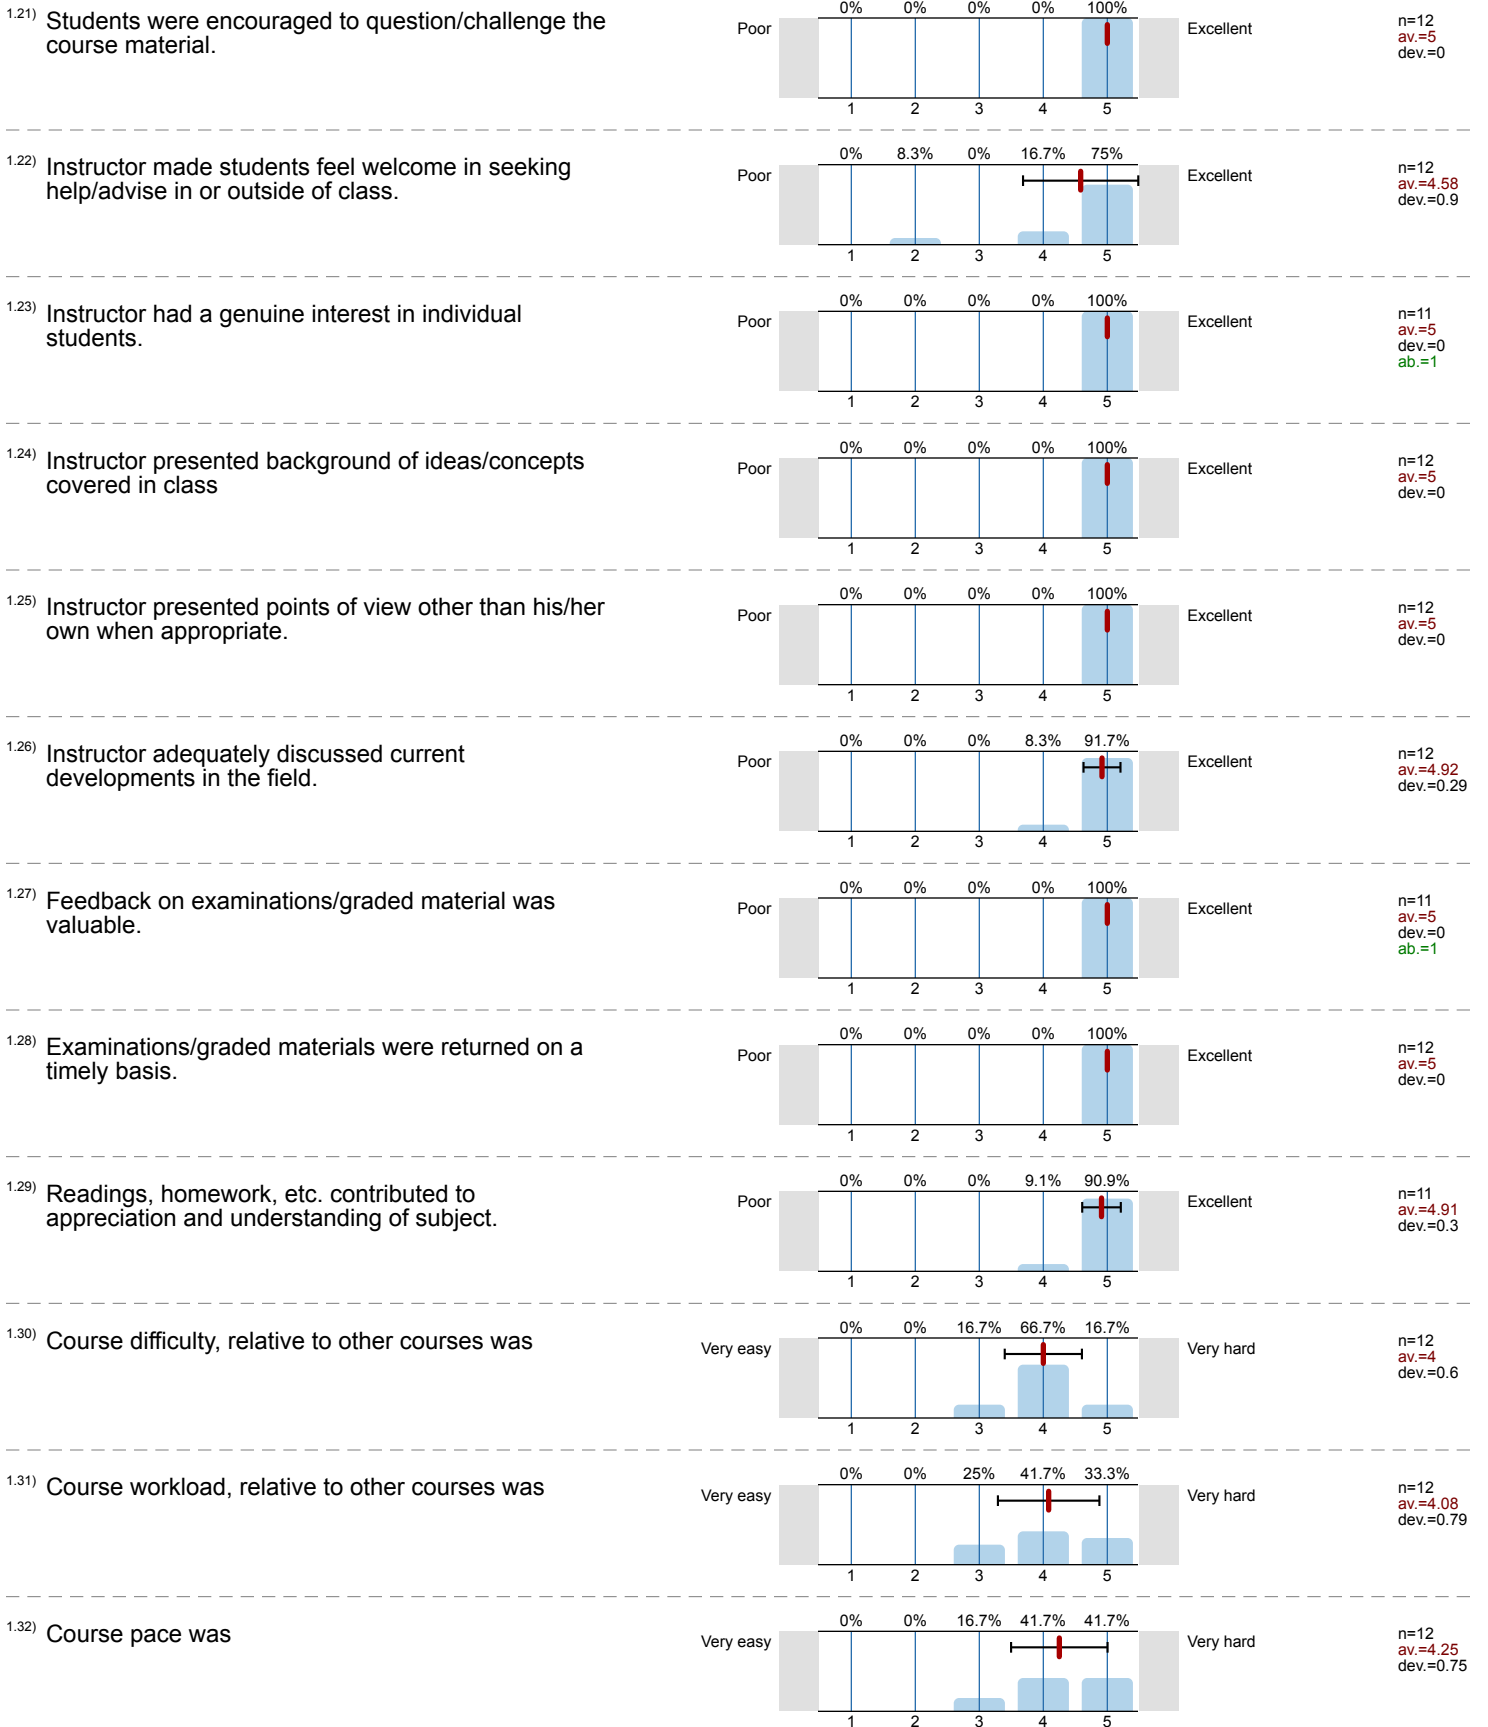 1.21) Students were encouraged to question/challenge the
course material.
0% 0% 0% 0% 100%
Poor Excellent
1 2 3 4 5
n=12
av.=5
dev.=0
1.22) Instructor made students feel welcome in seeking
help/advise in or outside of class.
0% 8.3% 0% 16.7% 75%
Poor Excellent
1 2 3 4 5
n=12
av.=4.58
dev.=0.9
1.23) Instructor had a genuine interest in individual
students.
0% 0% 0% 0% 100%
Poor Excellent
1 2 3 4 5
n=11
av.=5
dev.=0
ab.=1
1.24) Instructor presented background of ideas/concepts
covered in class
0% 0% 0% 0% 100%
Poor Excellent
1 2 3 4 5
n=12
av.=5
dev.=0
1.25) Instructor presented points of view other than his/her
own when appropriate.
0% 0% 0% 0% 100%
Poor Excellent
1 2 3 4 5
n=12
av.=5
dev.=0
1.26) Instructor adequately discussed current
developments in the field.
0% 0% 0% 8.3% 91.7%
Poor Excellent
1 2 3 4 5
n=12
av.=4.92
dev.=0.29
1.27) Feedback on examinations/graded material was
valuable.
0% 0% 0% 0% 100%
Poor Excellent
1 2 3 4 5
n=11
av.=5
dev.=0
ab.=1
1.28) Examinations/graded materials were returned on a
timely basis.
0% 0% 0% 0% 100%
Poor Excellent
1 2 3 4 5
n=12
av.=5
dev.=0
1.29) Readings, homework, etc. contributed to
appreciation and understanding of subject.
0% 0% 0% 9.1% 90.9%
Poor Excellent
1 2 3 4 5
n=11
av.=4.91
dev.=0.3
1.30) Course difficulty, relative to other courses was
0% 0% 16.7% 66.7% 16.7%
Very easy Very hard
1 2 3 4 5
n=12
av.=4
dev.=0.6
1.31) Course workload, relative to other courses was
0% 0% 25% 41.7% 33.3%
Very easy Very hard
1 2 3 4 5
n=12
av.=4.08
dev.=0.79
1.32) Course pace was
0% 0% 16.7% 41.7% 41.7%
Very easy Very hard
1 2 3 4 5
n=12
av.=4.25
dev.=0.75